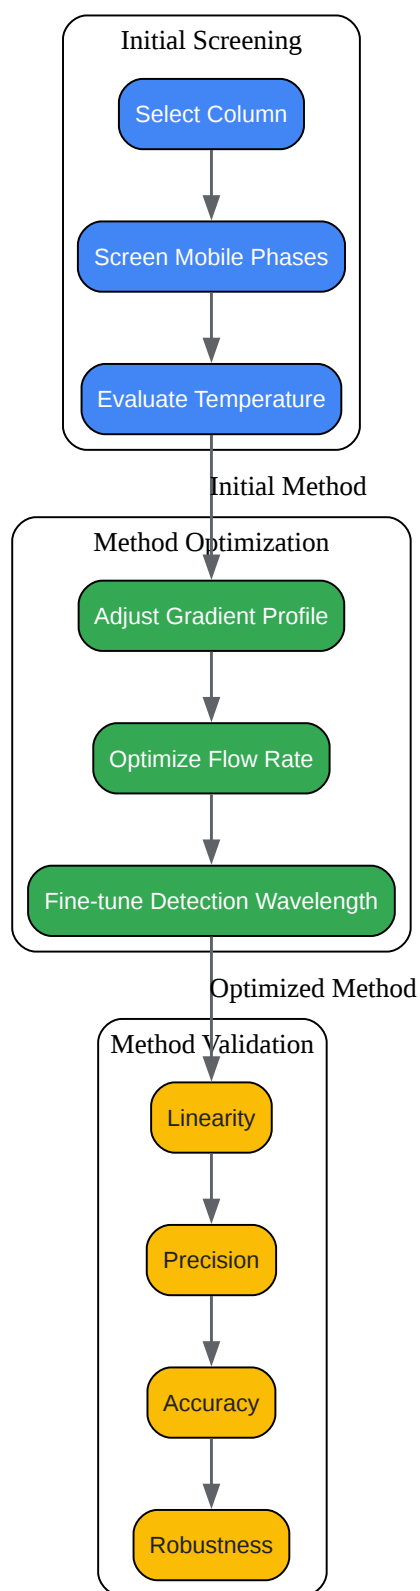 Initial Screening
Select Column
Screen Mobile Phases
Evaluate Temperature
Initial Method
Method Optimization
Adjust Gradient Profile
Optimize Flow Rate
Fine-tune Detection Wavelength
Optimized Method
Method Validation
Linearity
Precision
Accuracy
Robustness